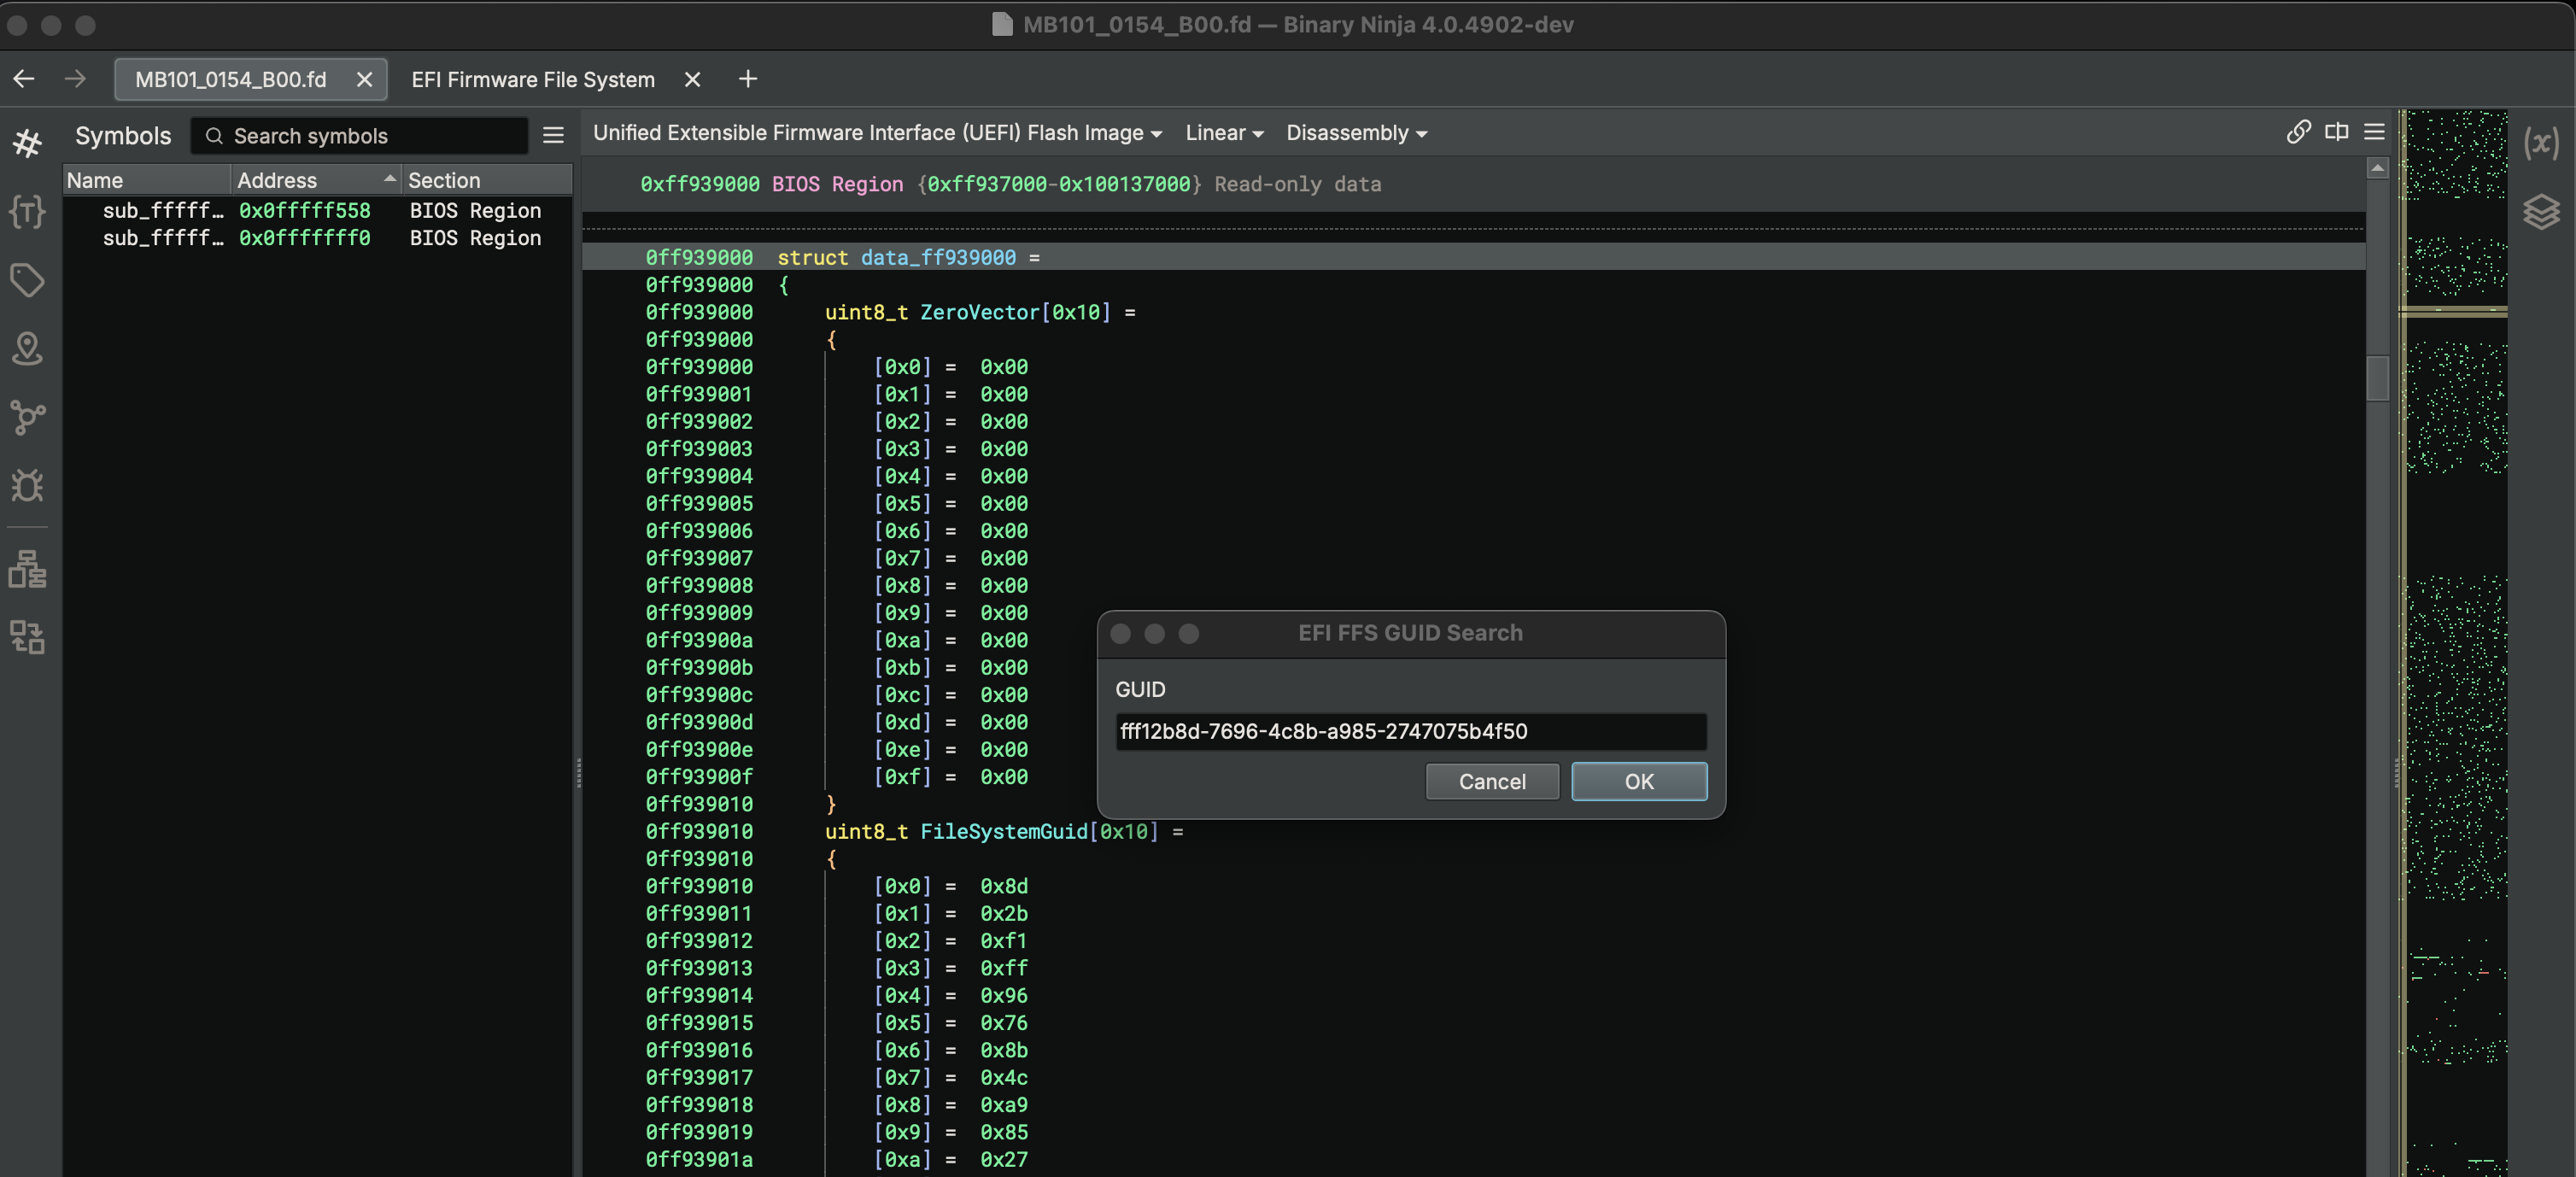 MB101_0154_B00.fd — Binary Ninja 4.0.4902-dev
MB101_0154_B00.fd EFI Firmware File System
Symbols Search symbols
Name Address Section
sub_fffff… 0x0fffff558 BIOS Region
sub_fffff… 0x0fffffff0 BIOS Region
Unified Extensible Firmware Interface (UEFI) Flash Image Linear Disassembly
0xff939000 BIOS Region {0xff937000-0x100137000} Read-only data
0ff939000 struct data_ff939000 =
0ff939000 {
0ff939000 uint8_t ZeroVector[0x10] =
0ff939000 {
0ff939000 [0x0] = 0x00
0ff939001 [0x1] = 0x00
0ff939002 [0x2] = 0x00
0ff939003 [0x3] = 0x00
0ff939004 [0x4] = 0x00
0ff939005 [0x5] = 0x00
0ff939006 [0x6] = 0x00
0ff939007 [0x7] = 0x00
0ff939008 [0x8] = 0x00
0ff939009 [0x9] = 0x00
0ff93900a [0xa] = 0x00
0ff93900b [0xb] = 0x00
0ff93900c [0xc] = 0x00
0ff93900d [0xd] = 0x00
0ff93900e [0xe] = 0x00
0ff93900f [0xf] = 0x00
0ff939010 }
0ff939010 uint8_t FileSystemGuid[0x10] =
0ff939010 {
0ff939010 [0x0] = 0x8d
0ff939011 [0x1] = 0x2b
0ff939012 [0x2] = 0xf1
0ff939013 [0x3] = 0xff
0ff939014 [0x4] = 0x96
0ff939015 [0x5] = 0x76
0ff939016 [0x6] = 0x8b
0ff939017 [0x7] = 0x4c
0ff939018 [0x8] = 0xa9
0ff939019 [0x9] = 0x85
0ff93901a [0xa] = 0x27
EFI FFS GUID Search
GUID
fff12b8d-7696-4c8b-a985-2747075b4f50
Cancel OK